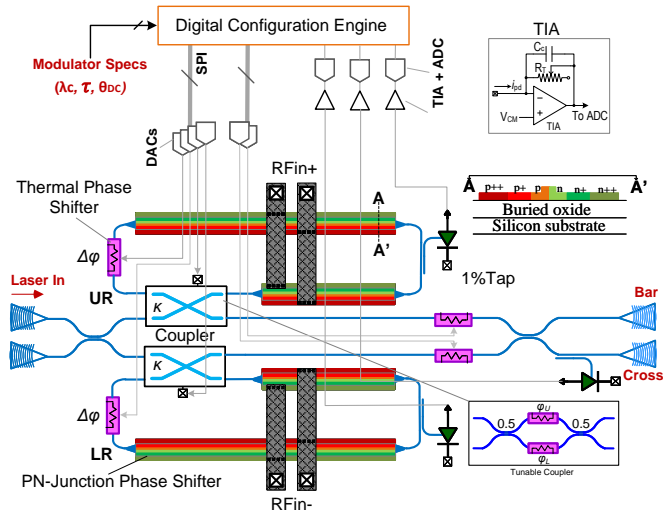 Digital Configuration Engine
Modulator Specs
(λc, τ, θDC)
SPI
DACs
TIA + ADC
TIA
Cc
RT
ipd
VCM
TIA
To ADC
RFin+
A
A'
A
A'
p++ p+ p n n+ n++
Buried oxide
Silicon substrate
Thermal Phase
Shifter
Δφ
Laser In
UR
K
Coupler
K
1%Tap
Bar
Cross
Δφ
LR
PN-Junction Phase Shifter
RFin-
φU
0.5
0.5
φL
Tunable Coupler